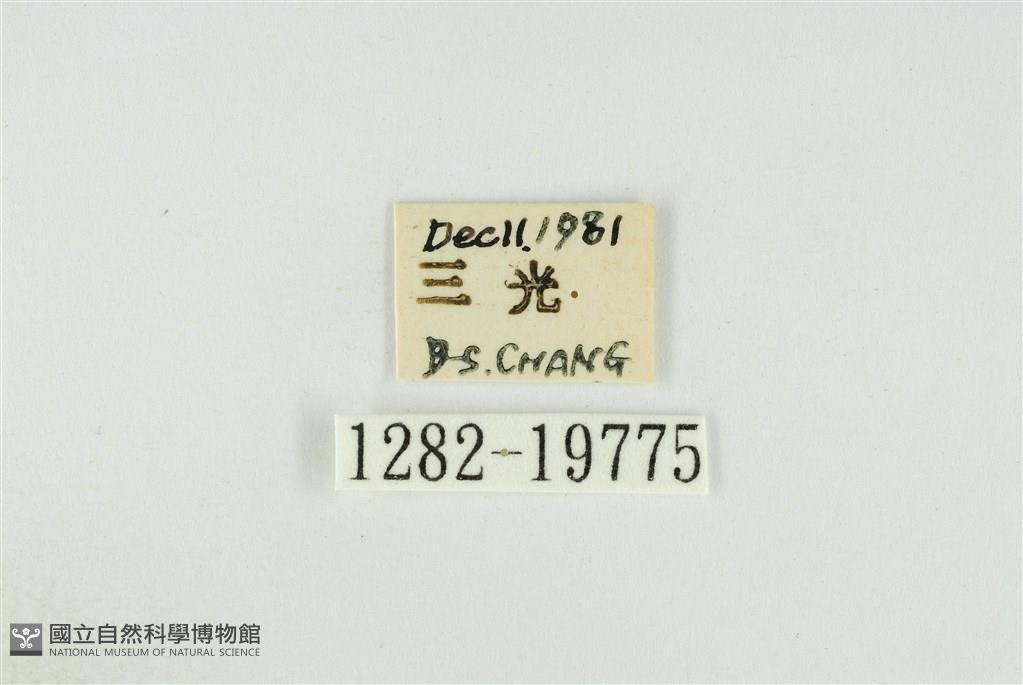 Dec11.1981
三光.
B-S.CHANG
1282-19775
國立自然科學博物館
NATIONAL MUSEUM OF NATURAL SCIENCE